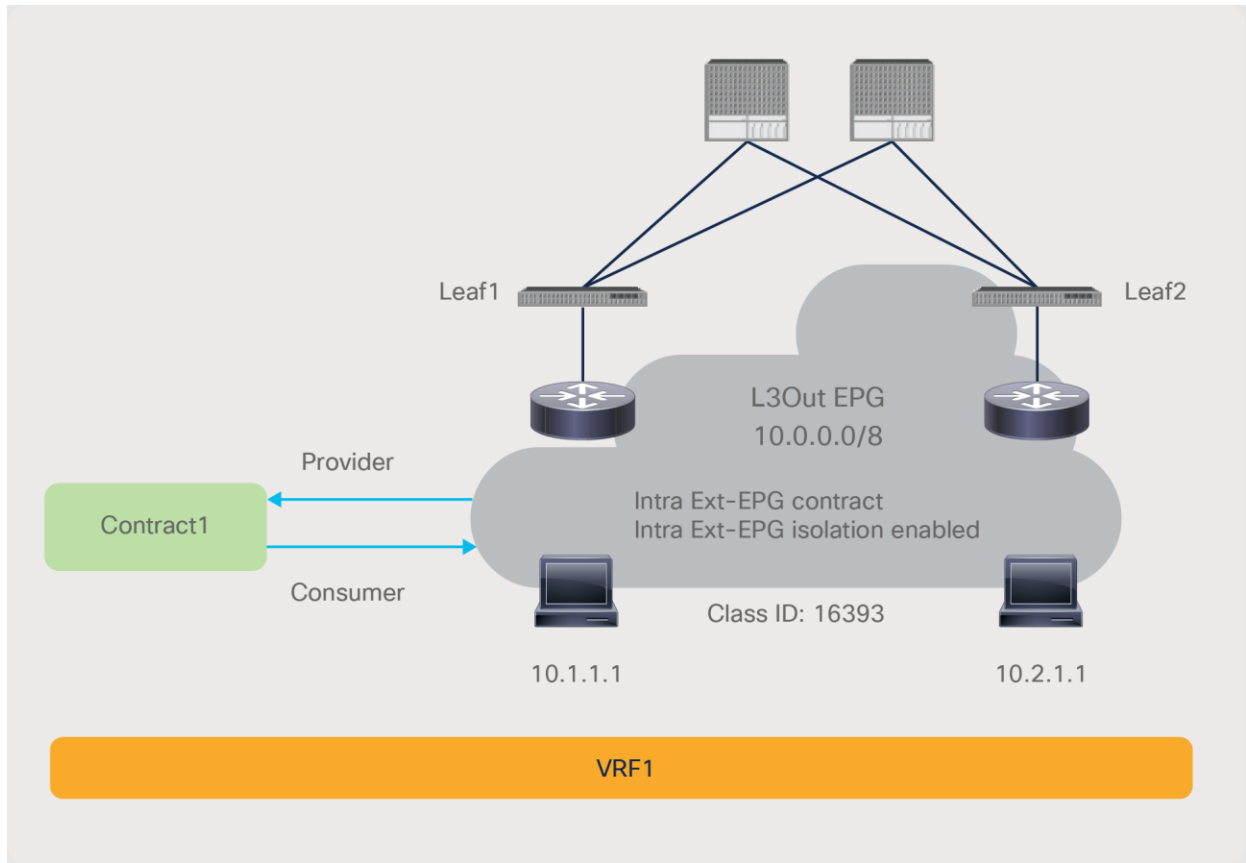 Leaf1
Leaf2
L3Out EPG
10.0.0.0/8
Provider
Contract1
Intra Ext-EPG contract
Intra Ext-EPG isolation enabled
Consumer
Class ID: 16393
10.1.1.1
10.2.1.1
VRF1